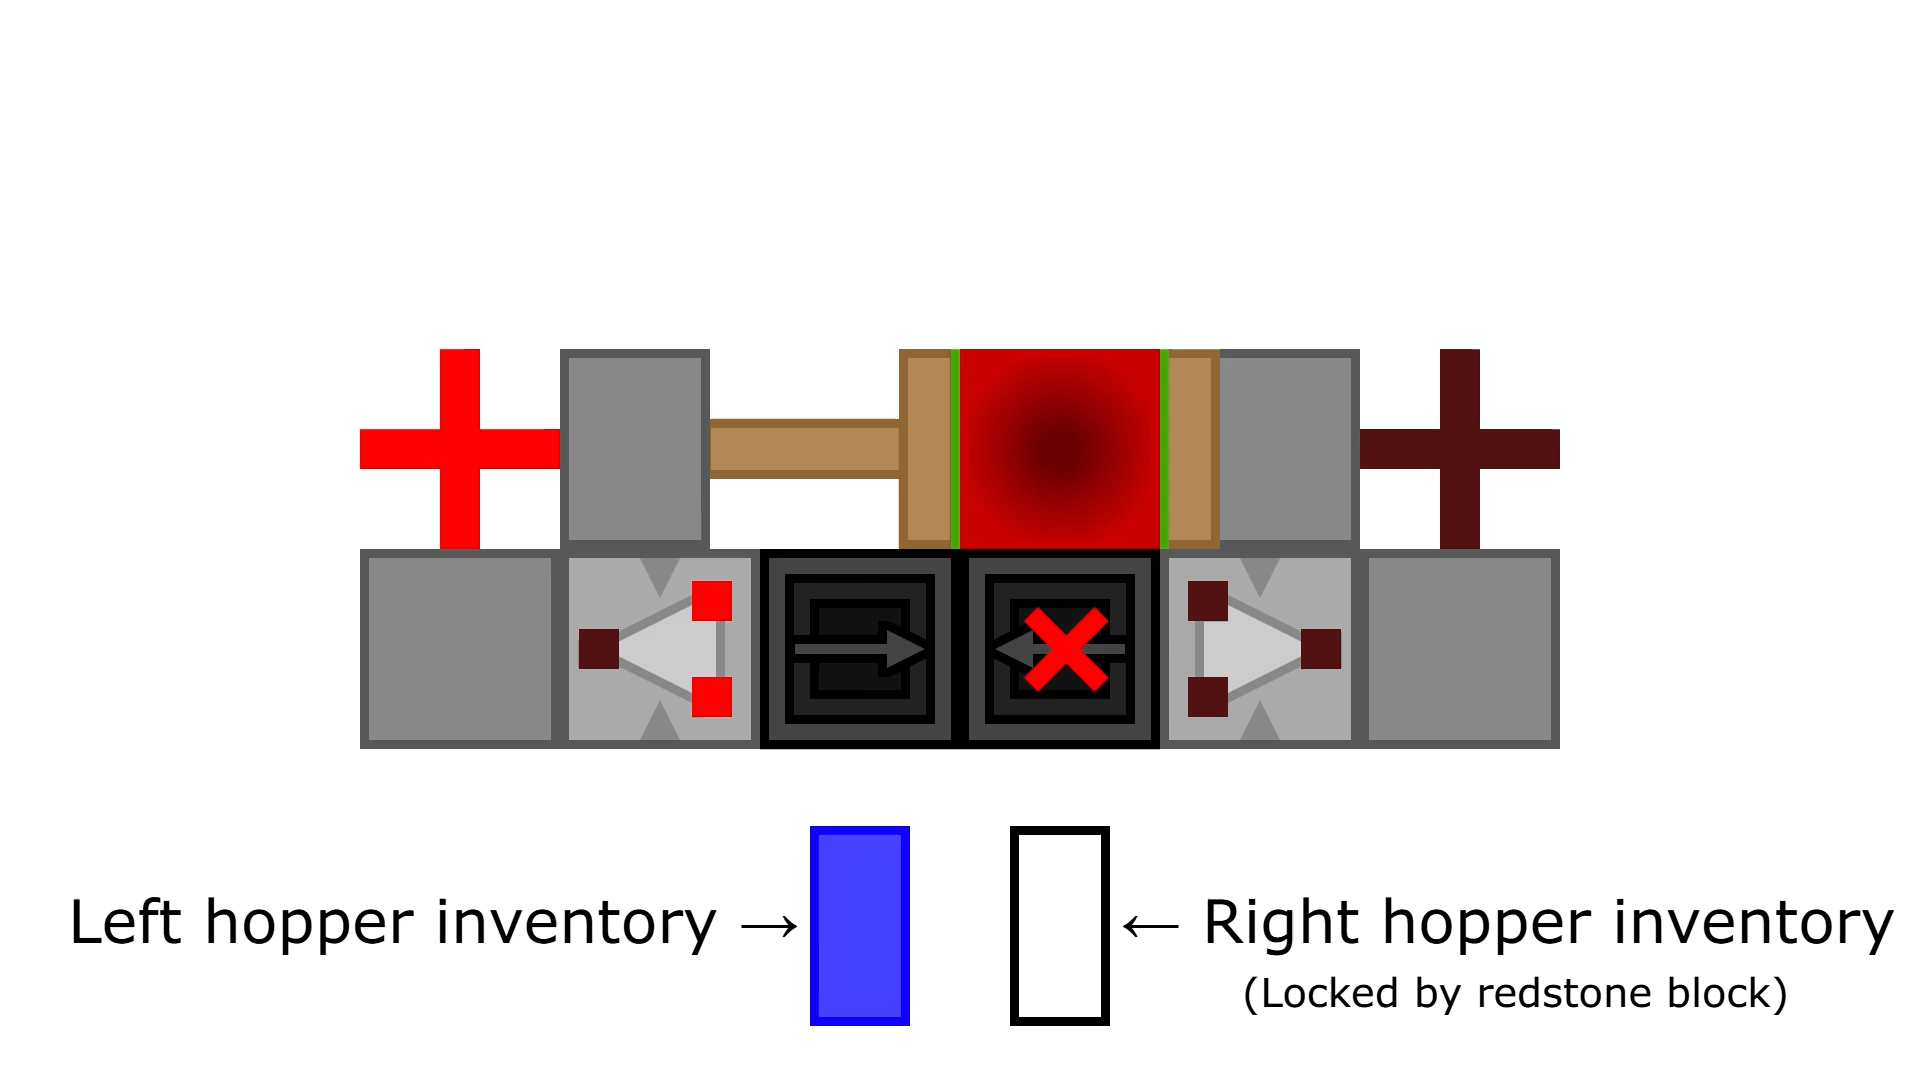 Left hopper inventory →
← Right hopper inventory
(Locked by redstone block)